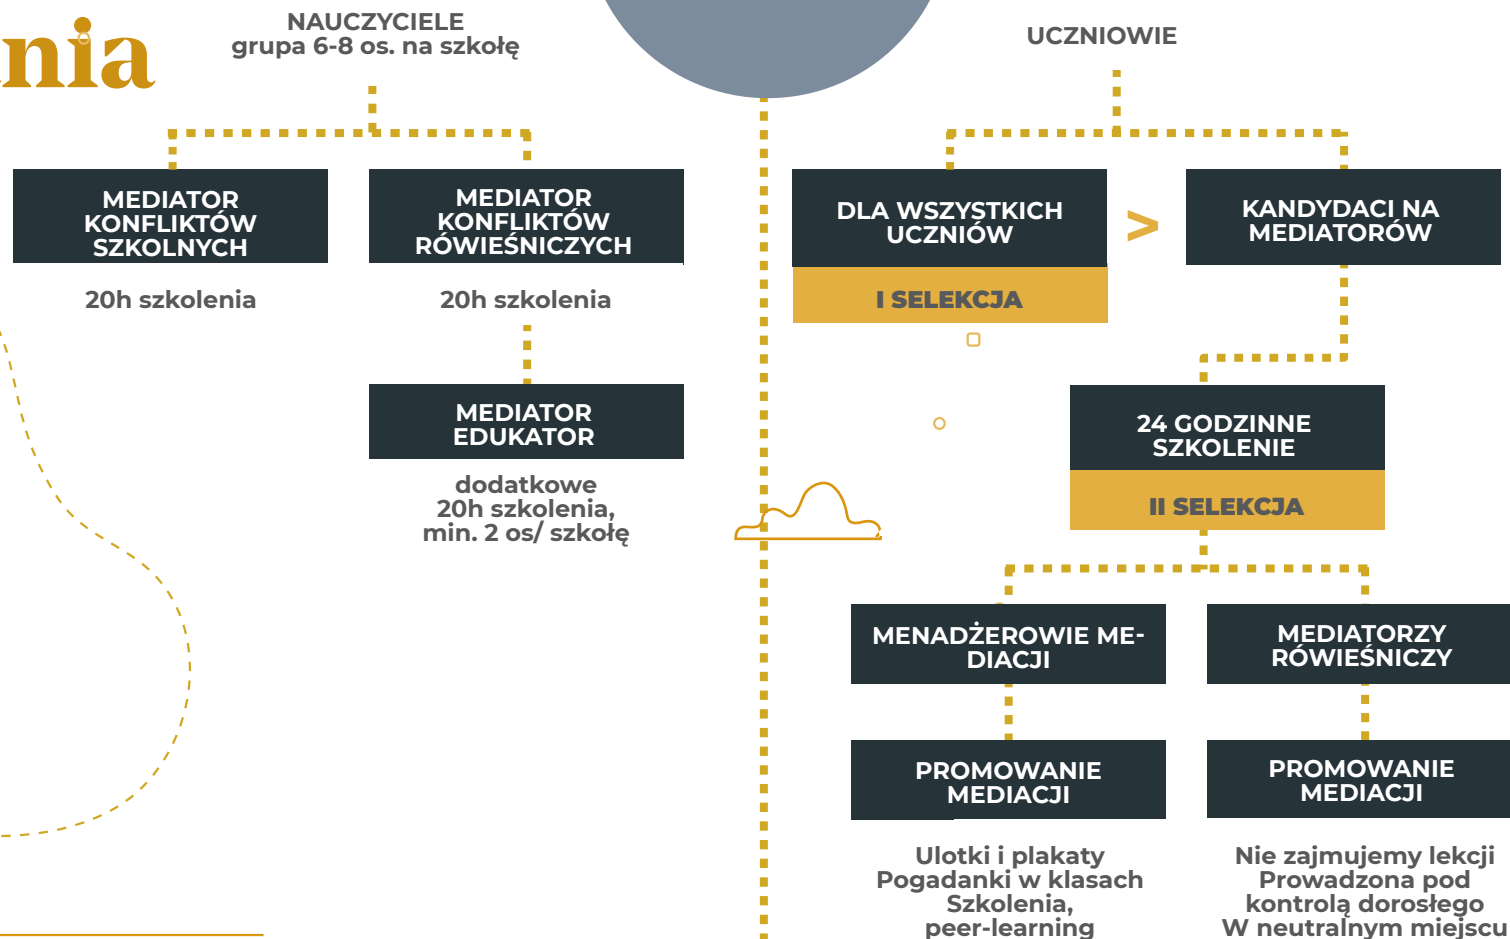 nia
NAUCZYCIELE
grupa 6-8 os. na szkołę
MEDIATOR
KONFLIKTÓW
SZKOLNYCH
20h szkolenia
MEDIATOR
KONFLIKTÓW
RÓWIEŚNICZYCH
20h szkolenia
MEDIATOR
EDUKATOR
dodatkowe
20h szkolenia,
min. 2 os/ szkołę
UCZNIOWIE
DLA WSZYSTKICH
UCZNIÓW
I SELEKCJA
>
KANDYDACI NA
MEDIATORÓW
24 GODZINNE
SZKOLENIE
II SELEKCJA
MENADŻEROWIE ME-
DIACJI
PROMOWANIE
MEDIACJI
Ulotki i plakaty
Pogadanki w klasach
Szkolenia,
peer-learning
MEDIATORZY
RÓWIEŚNICZY
PROMOWANIE
MEDIACJI
Nie zajmujemy lekcji
Prowadzona pod
kontrolą dorosłego
W neutralnym miejscu